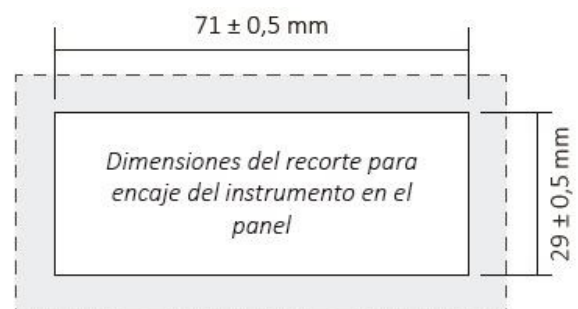 71 ± 0,5 mm
Dimensiones del recorte para
encaje del instrumento en el
panel
29 ± 0,5 mm